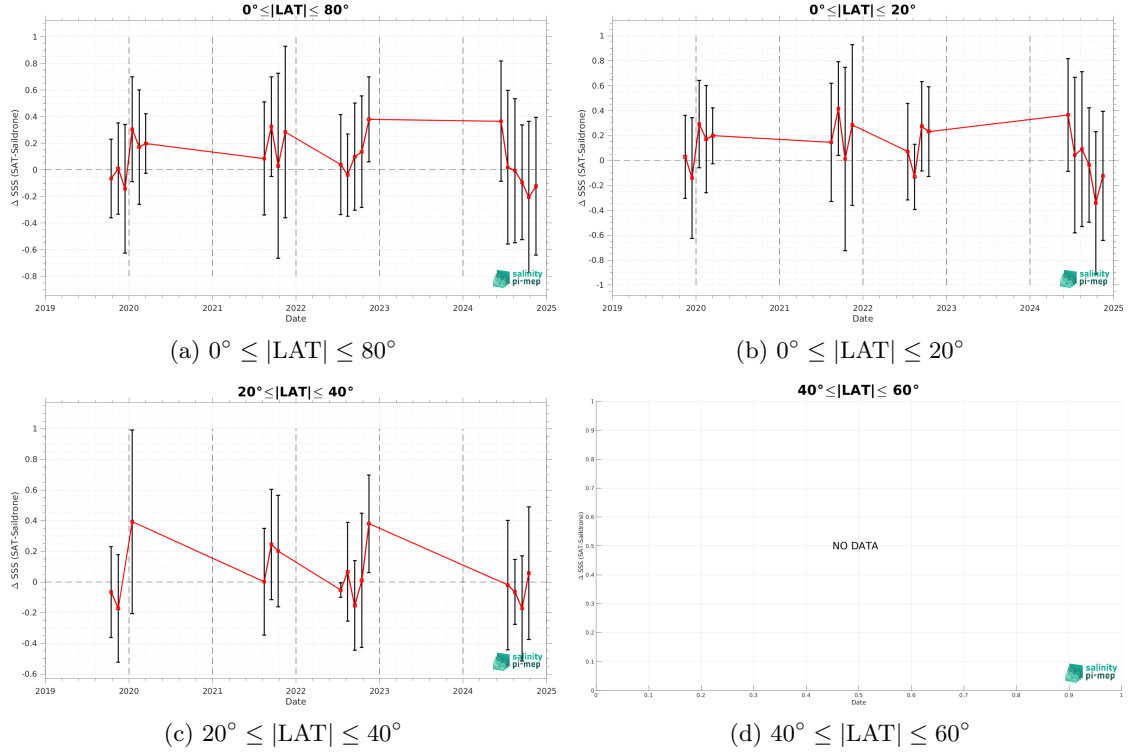 0°≤|LAT|≤ 80°
Δ SSS (SAT-Saildrone)
1
0.8
0.6
0.4
0.2
0
-0.2
-0.4
-0.6
-0.8
2019
2020
2021
2022
2023
2024
2025
Date
salinity
pi-mep
(a) 0° ≤ |LAT| ≤ 80°
0°≤|LAT|≤ 20°
Δ SSS (SAT-Saildrone)
1
0.8
0.6
0.4
0.2
0
-0.2
-0.4
-0.6
-0.8
-1
2019
2020
2021
2022
2023
2024
2025
Date
salinity
pi-mep
(b) 0° ≤ |LAT| ≤ 20°
20°≤|LAT|≤ 40°
Δ SSS (SAT-Saildrone)
1
0.8
0.6
0.4
0.2
0
-0.2
-0.4
-0.6
2019
2020
2021
2022
2023
2024
2025
Date
salinity
pi-mep
(c) 20° ≤ |LAT| ≤ 40°
40°≤|LAT|≤ 60°
Δ SSS (SAT-Saildrone)
1
0.9
0.8
0.7
0.6
0.5
0.4
0.3
0.2
0.1
0
NO DATA
0
0.1
0.2
0.3
0.4
0.5
0.6
0.7
0.8
0.9
1
Date
salinity
pi-mep
(d) 40° ≤ |LAT| ≤ 60°